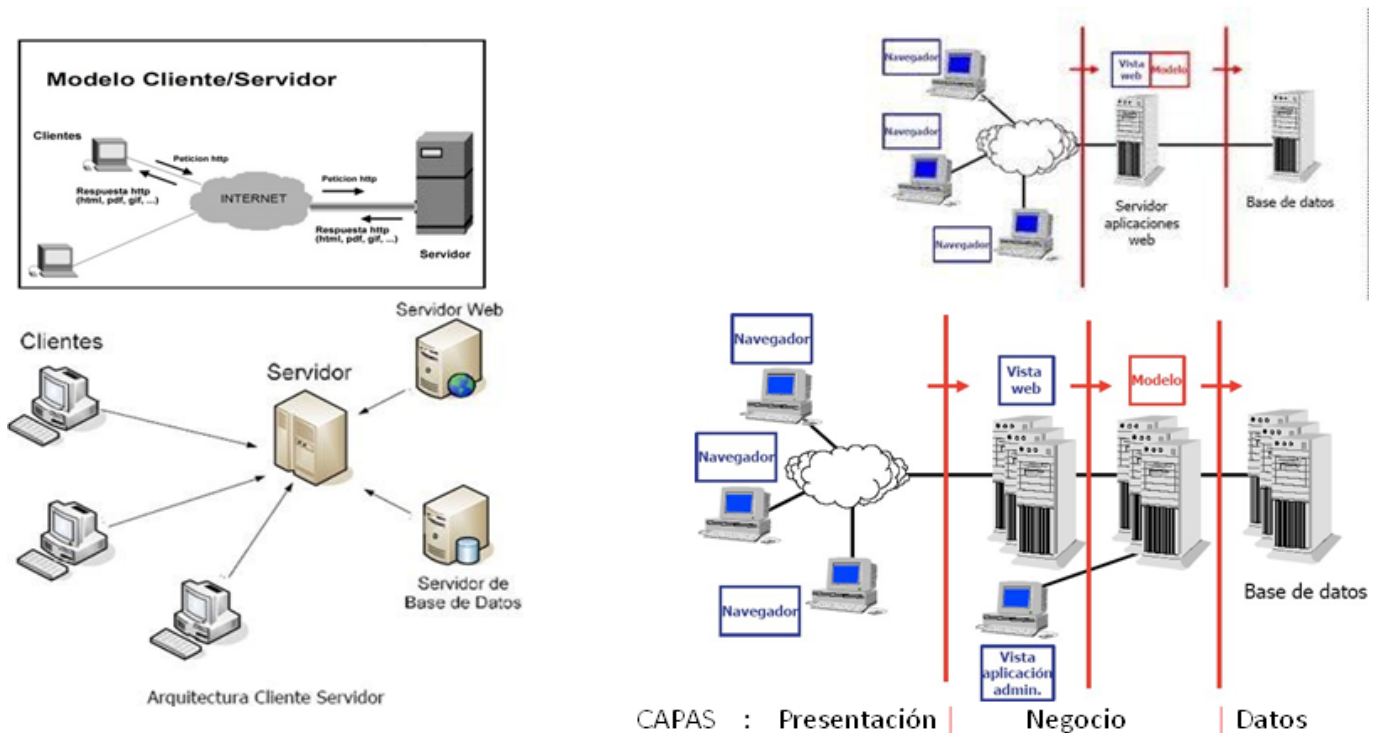 Modelo Cliente/Servidor
Clientes
Peticion http
Respuesta http
(html, pdf, gif, ...)
INTERNET
Peticion http
Respuesta http
(html, pdf, gif, ...)
Servidor
Clientes
Servidor
Servidor Web
Servidor de
Base de Datos
Arquitectura Cliente Servidor
Navegador
Navegador
Navegador
Vista
web
Modelo
Servidor
aplicaciones
web
Base de datos
Navegador
Navegador
Navegador
Vista
web
Modelo
Vista
aplicación
admin.
Base de datos
CAPAS : Presentación | Negocio | Datos